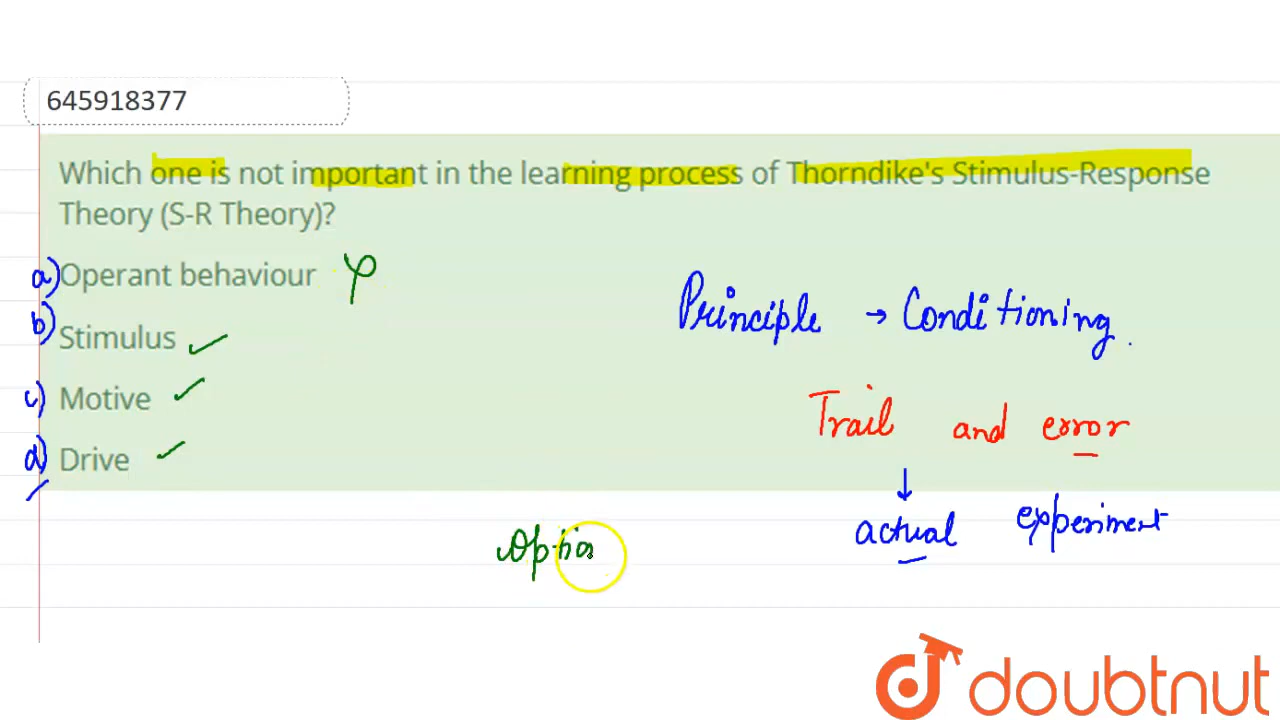 645918377
Which one is not important in the learning process of Thorndike's Stimulus-Response
Theory (S-R Theory)?
a) Operant behaviour
b) Stimulus
c) Motive
d) Drive
Principle → Conditioning.
Trail and error
↓
actual experiment
Optio
doubtnut